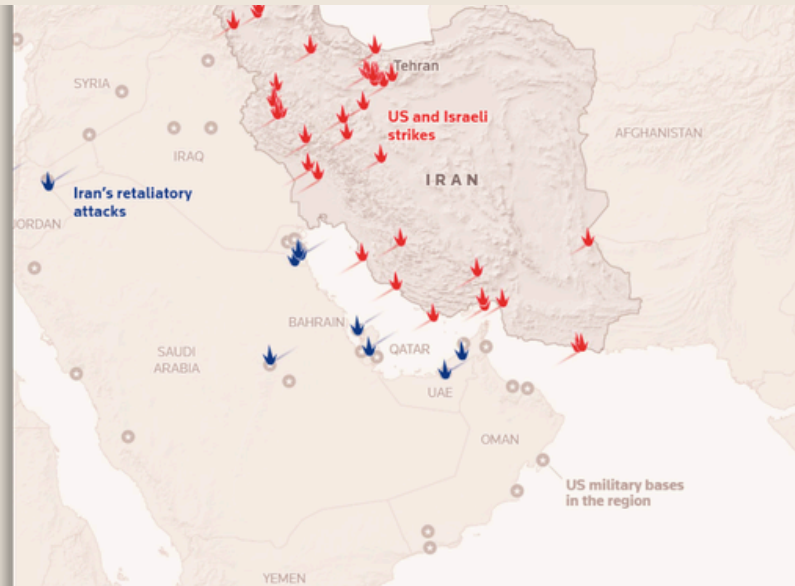 Tehran
SYRIA
US and Israeli
strikes
AFGHANISTAN
IRAQ
IRAN
Iran's retaliatory
attacks
JORDAN
BAHRAIN
QATAR
SAUDI
ARABIA
UAE
OMAN
US military bases
in the region
YEMEN